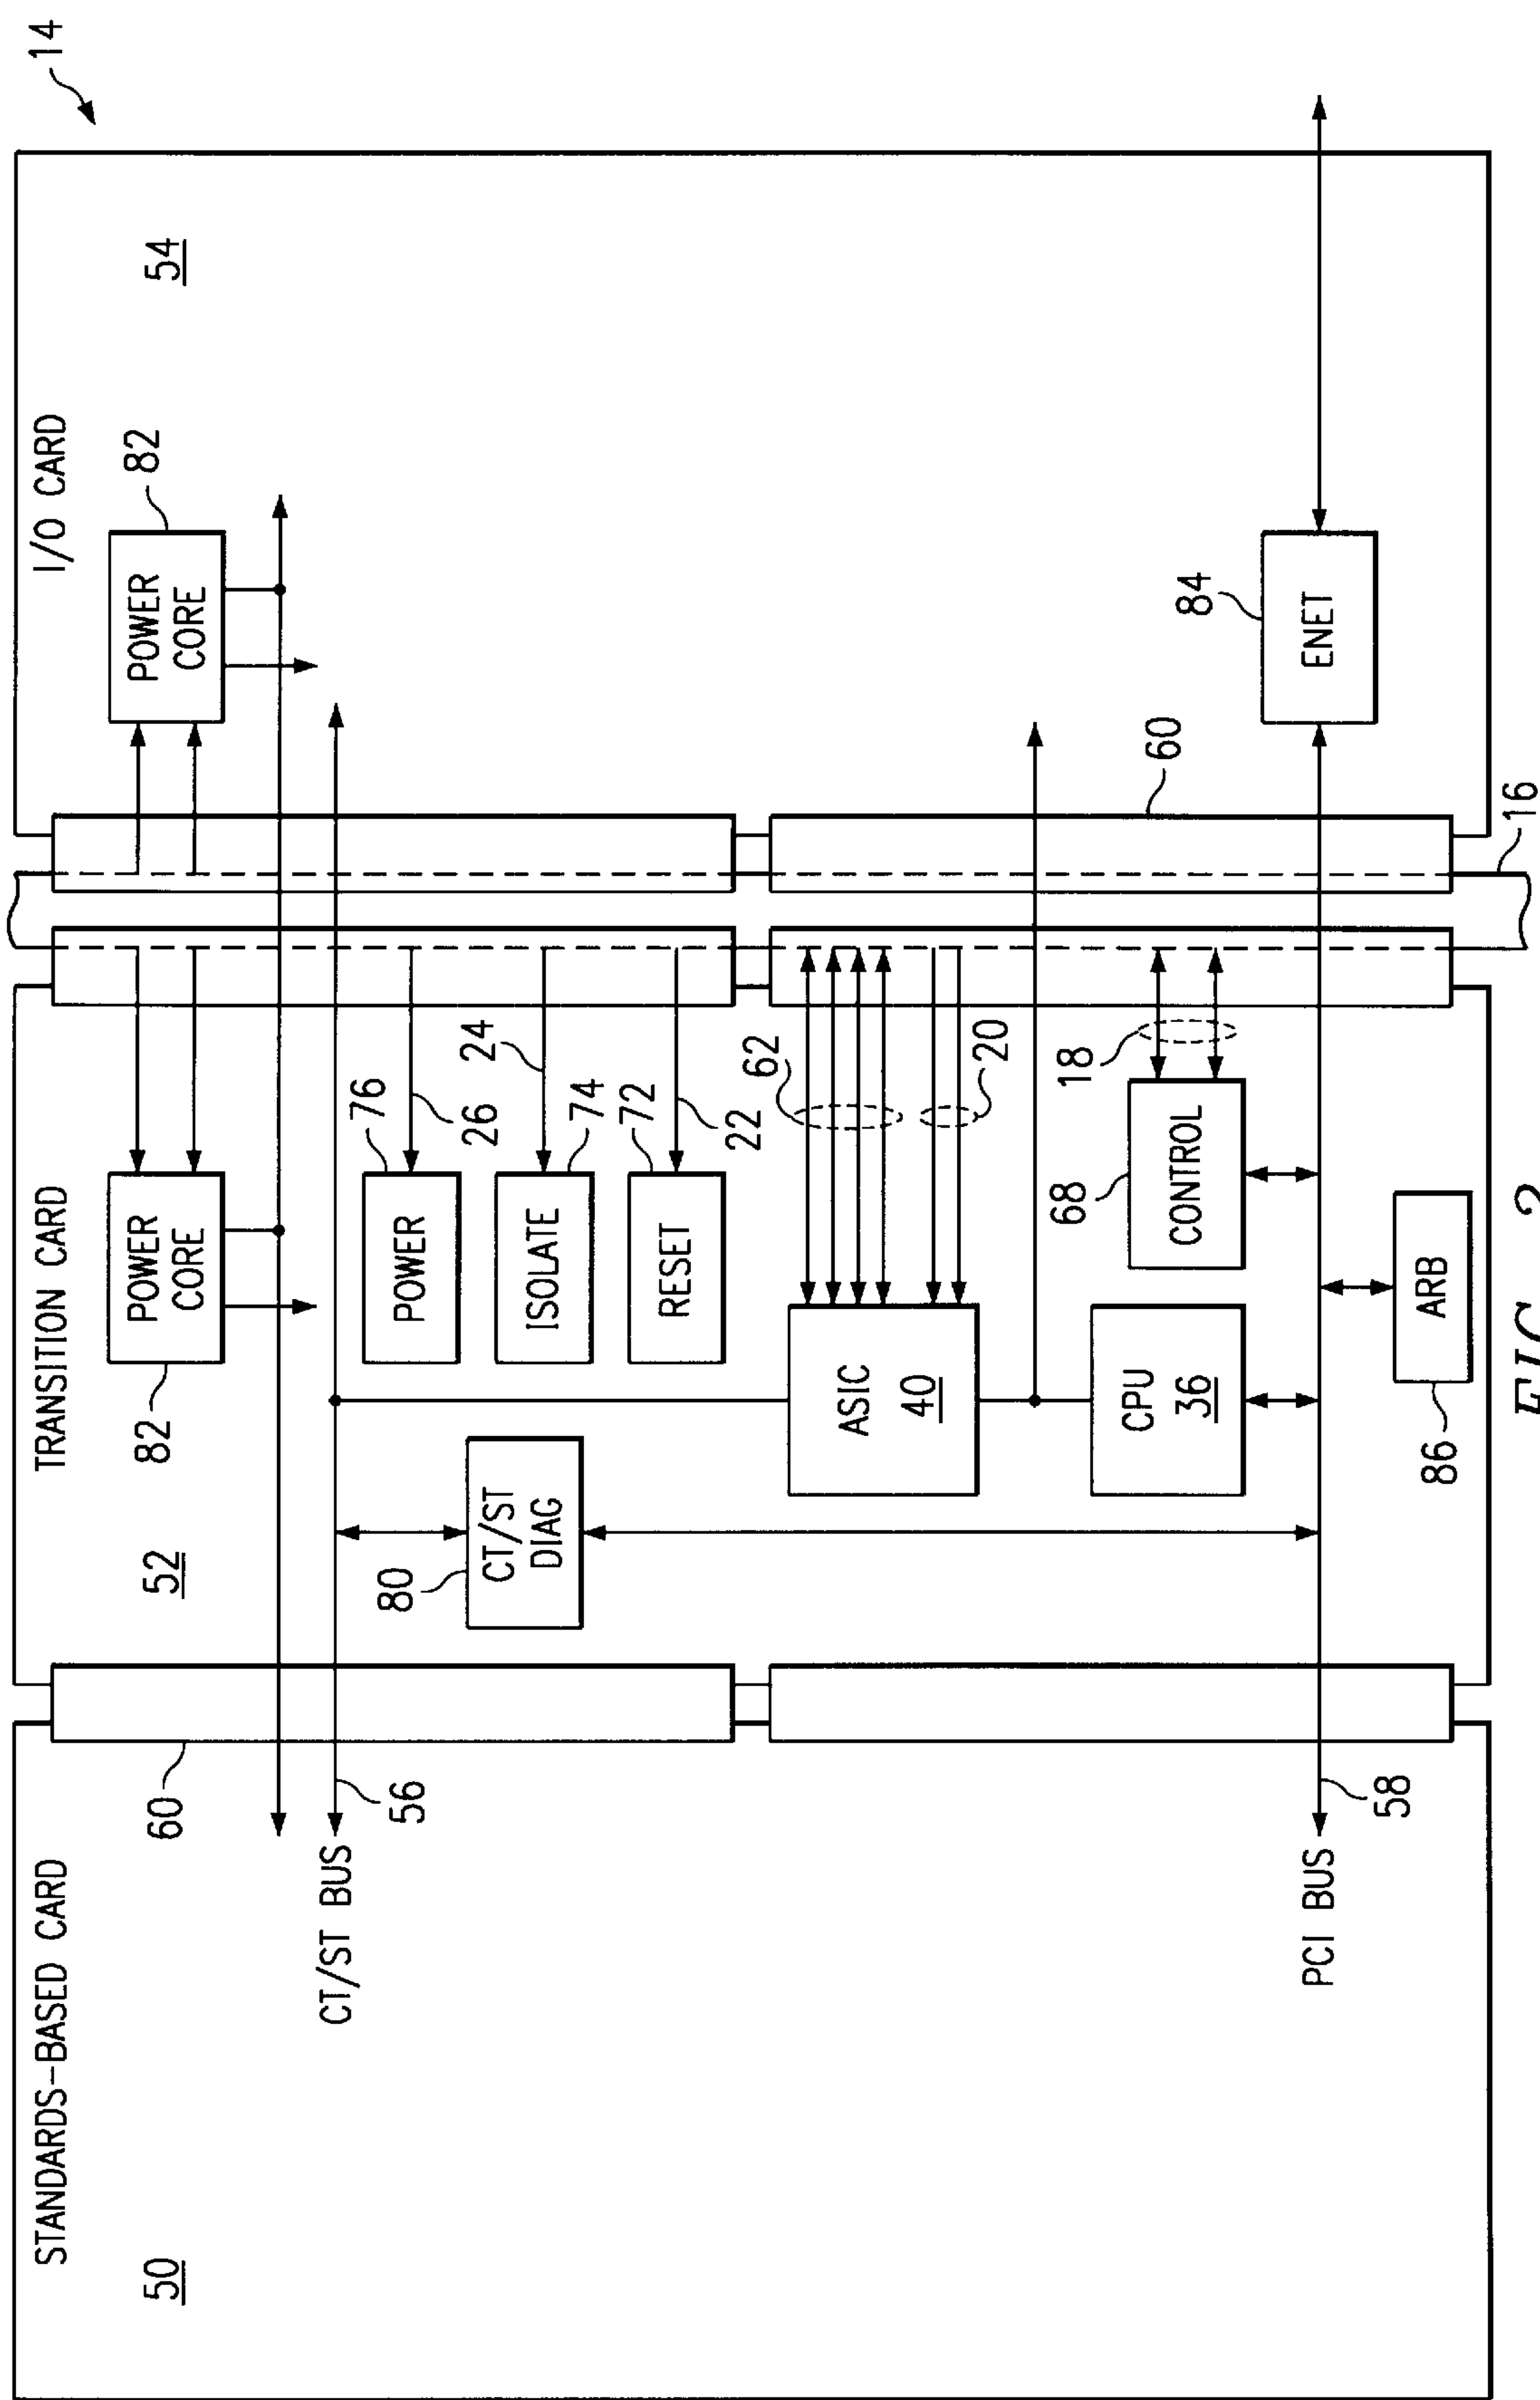 14
STANDARDS-BASED CARD
50
TRANSITION CARD
52
I/O CARD
54
POWER
CORE
82
POWER
CORE
82
60
CT/ST BUS
56
76
POWER
26
24
ISOLATE
74
72
RESET
22
80
CT/ST
DIAG
62
20
ASIC
40
CPU
36
18
68
CONTROL
60
84
ENET
PCI BUS
58
ARB
86
16